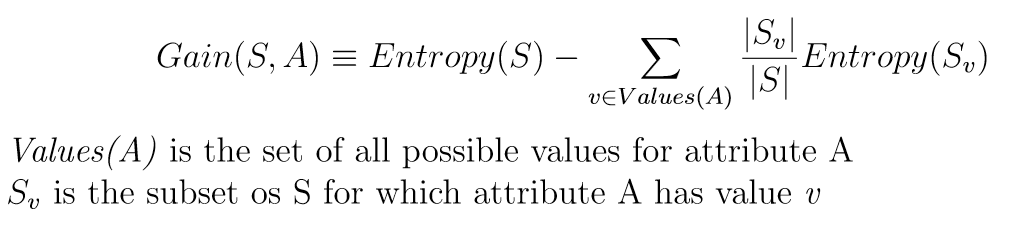 Gain(S, A) ≡ Entropy(S) − ∑_{v∈Values(A)} |S_v|/|S| Entropy(S_v)
Values(A) is the set of all possible values for attribute A
S_v is the subset os S for which attribute A has value v